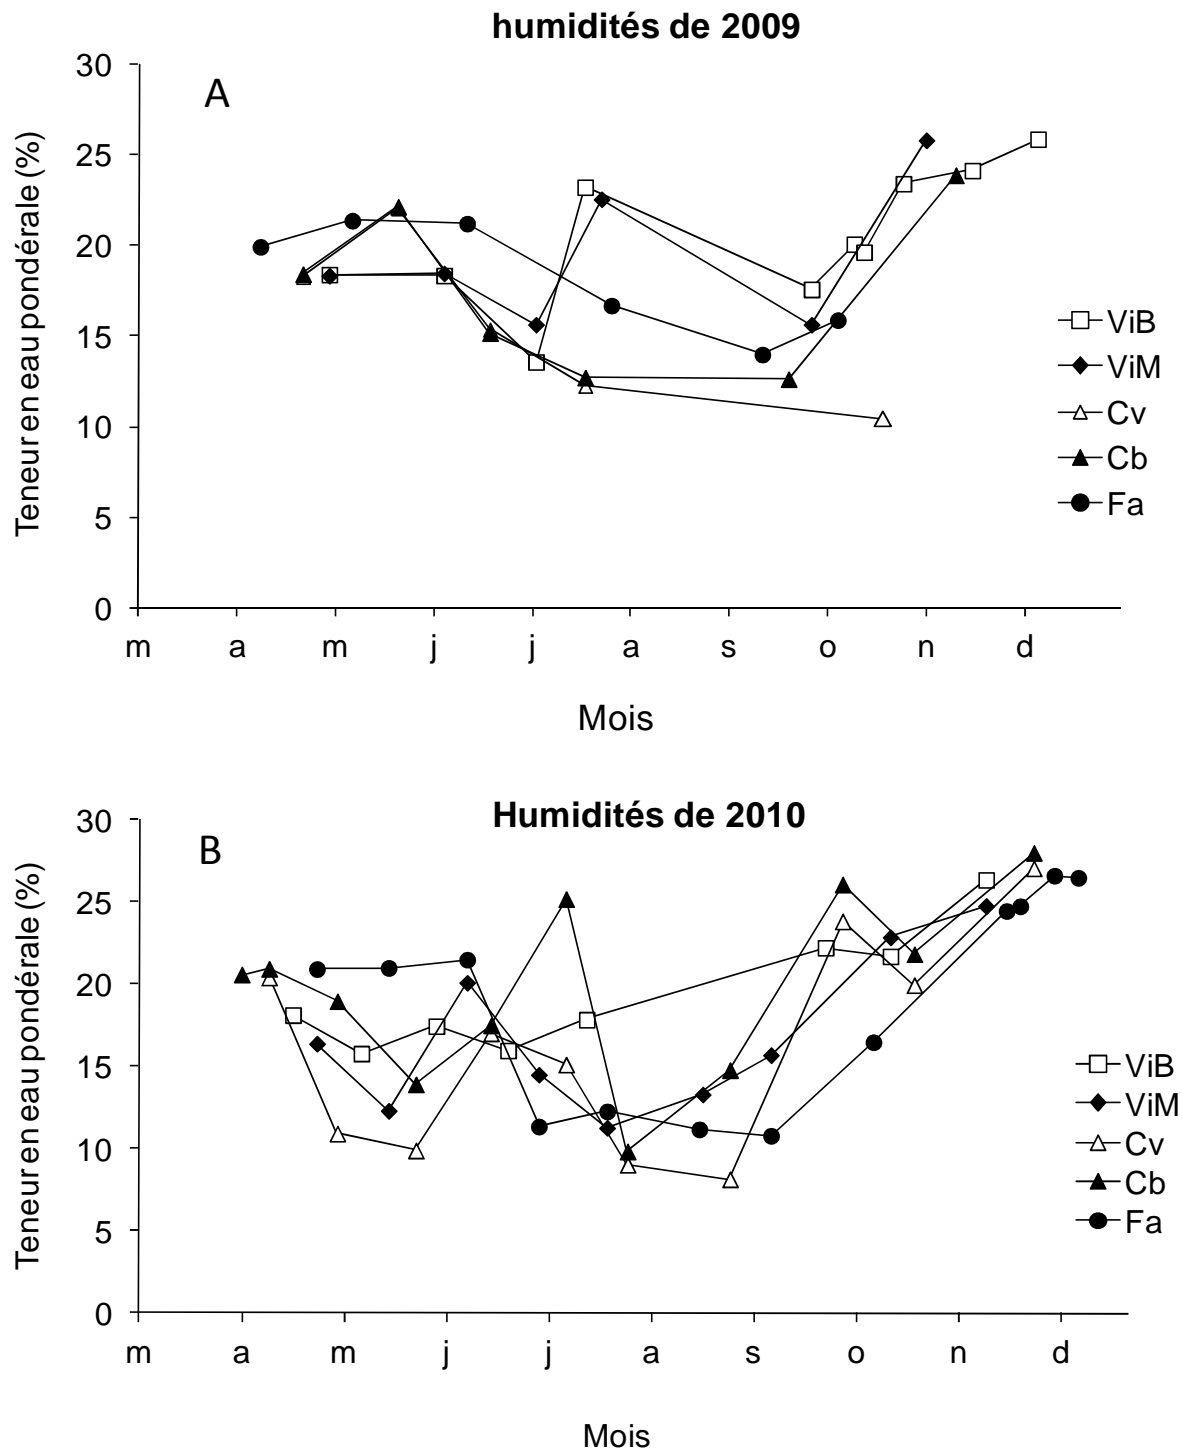 humidités de 2009
A
Teneur en eau pondérale (%)
30
25
20
15
10
5
0
m a m j j a s o n d
Mois
ViB
ViM
Cv
Cb
Fa
Humidités de 2010
B
Teneur en eau pondérale (%)
30
25
20
15
10
5
0
m a m j j a s o n d
Mois
ViB
ViM
Cv
Cb
Fa